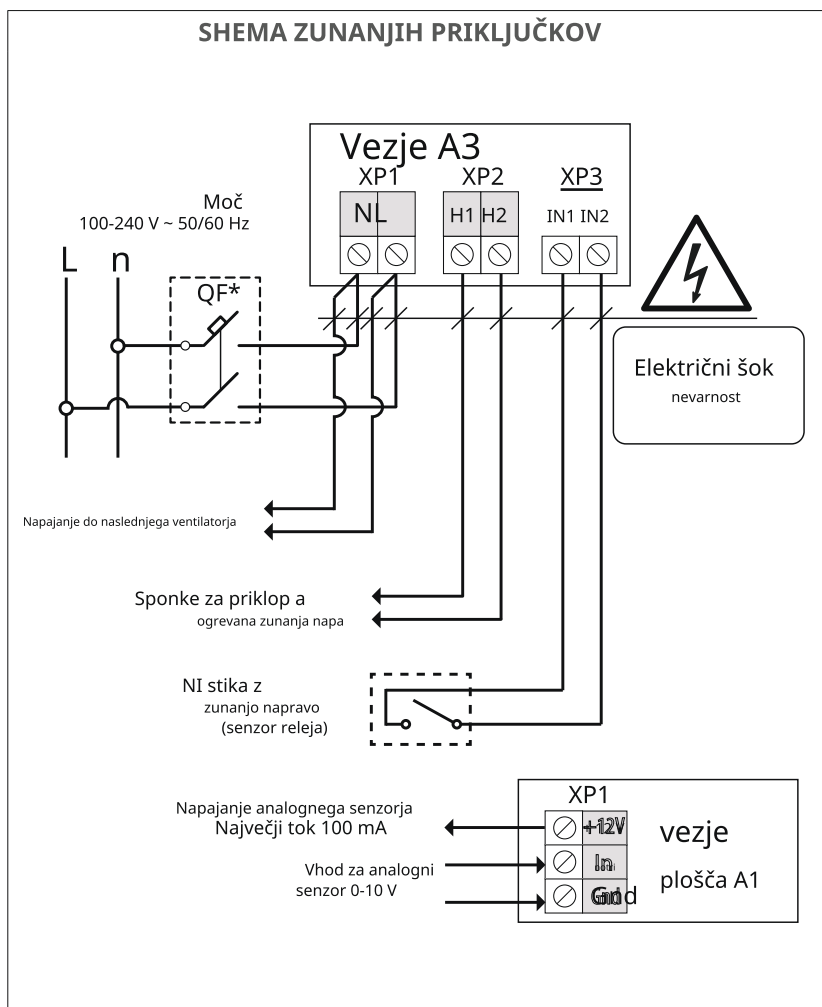 SHEMA ZUNANJIH PRIKLJUČKOV
Vezje A3
XP1
XP2
XP3
NL
H1 H2
IN1 IN2
Moč
100-240 V ~ 50/60 Hz
L n
QF*
Električni šok
nevarnost
Napajanje do naslednjega ventilatorja
Sponke za priklop a
ogrevana zunanja napa
NI stika z
zunanjo napravo
(senzor releja)
XP1
Napajanje analognega senzorja
Največji tok 100 mA
+12V
In
Gnd
Vhod za analogni
senzor 0-10 V
vezje
plošča A1